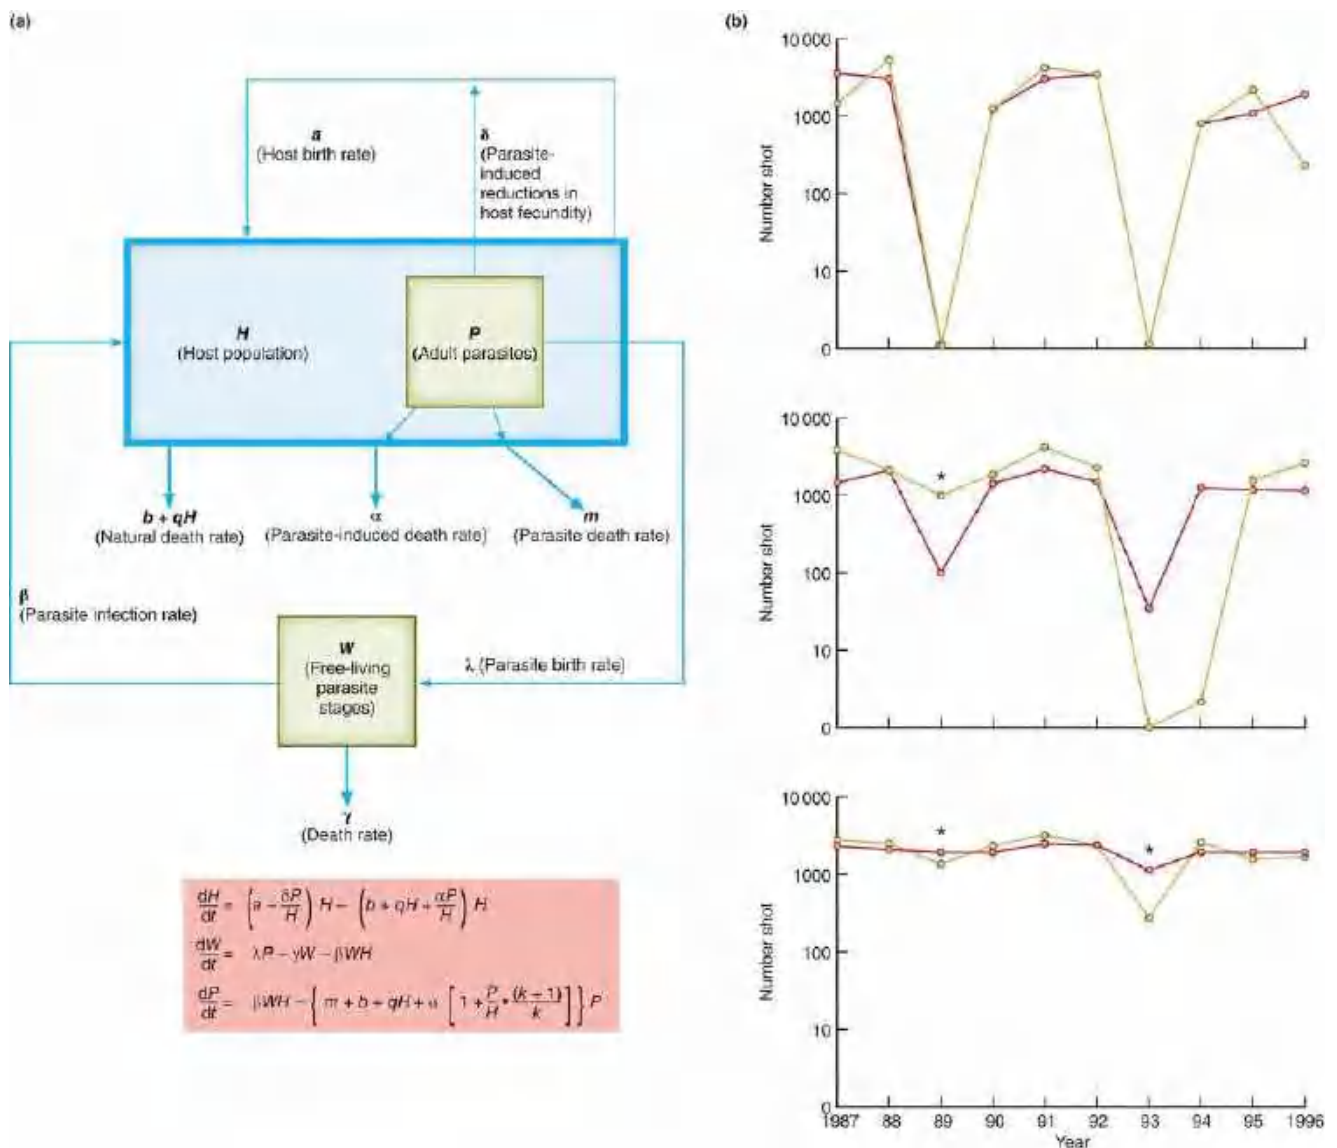 (a)
a
(Host birth rate)
δ
(Parasite-
induced
reductions in
host fecundity)
H
(Host population)
P
(Adult parasites)
b + qH
(Natural death rate)
α
(Parasite-induced death rate)
m
(Parasite death rate)
β
(Parasite infection rate)
W
(Free-living
parasite
stages)
λ (Parasite birth rate)
γ
(Death rate)
dH/dt = (a - δP/H) H - (b + qH + αP/H) H
dW/dt = λP - γW - βWH
dP/dt = βWH - { m + b + qH + α [ 1 + P/H • (k + 1)/k ] } P
(b)
10 000
1000
100
10
0
Number shot
10 000
1000
100
10
0
Number shot
*
10 000
1000
100
10
0
Number shot
*
*
1987 88 89 90 91 92 93 94 95 1996
Year